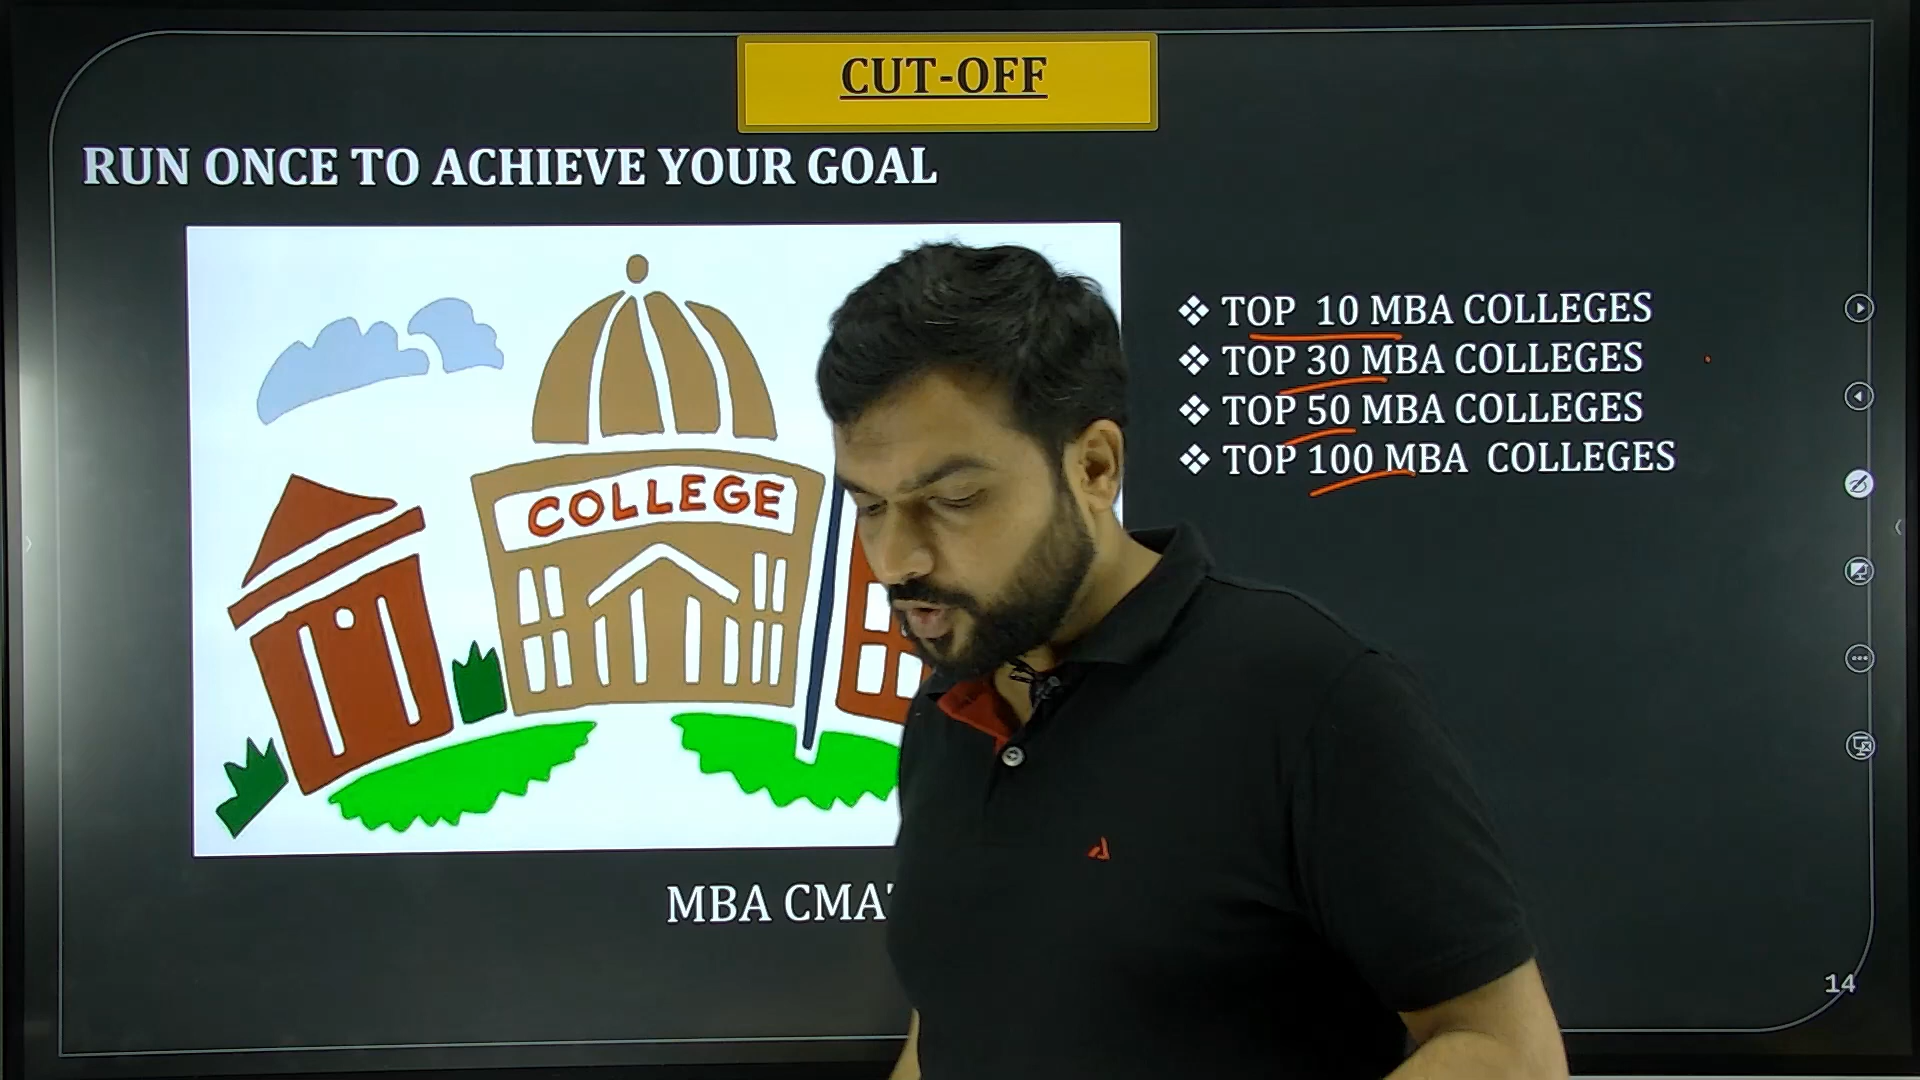 CUT-OFF
RUN ONCE TO ACHIEVE YOUR GOAL
❖ TOP 10 MBA COLLEGES
❖ TOP 30 MBA COLLEGES
❖ TOP 50 MBA COLLEGES
❖ TOP 100 MBA COLLEGES
COLLEGE
MBA
14